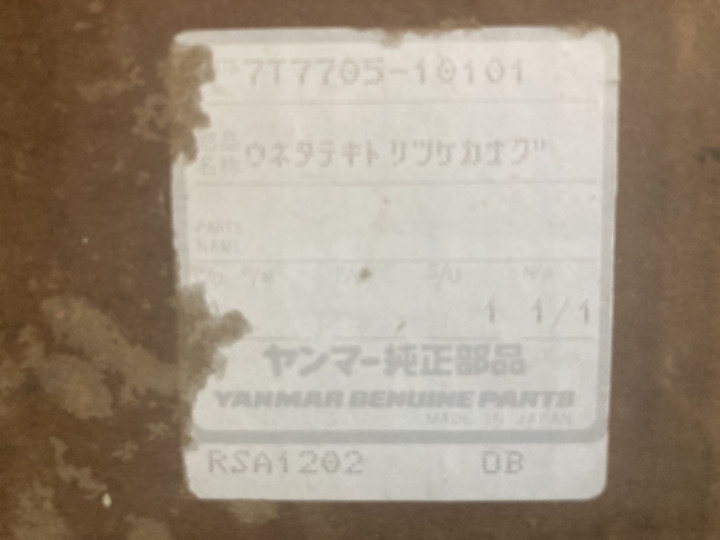 7T7705-10101
部品
名称 ウネタテキトリツケカナグ
PARTS
NAME
S/U
1 1/1
ヤンマー純正部品
YANMAR GENUINE PARTS
MADE IN JAPAN
RSA1202 OB